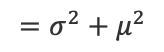 = σ² + μ²